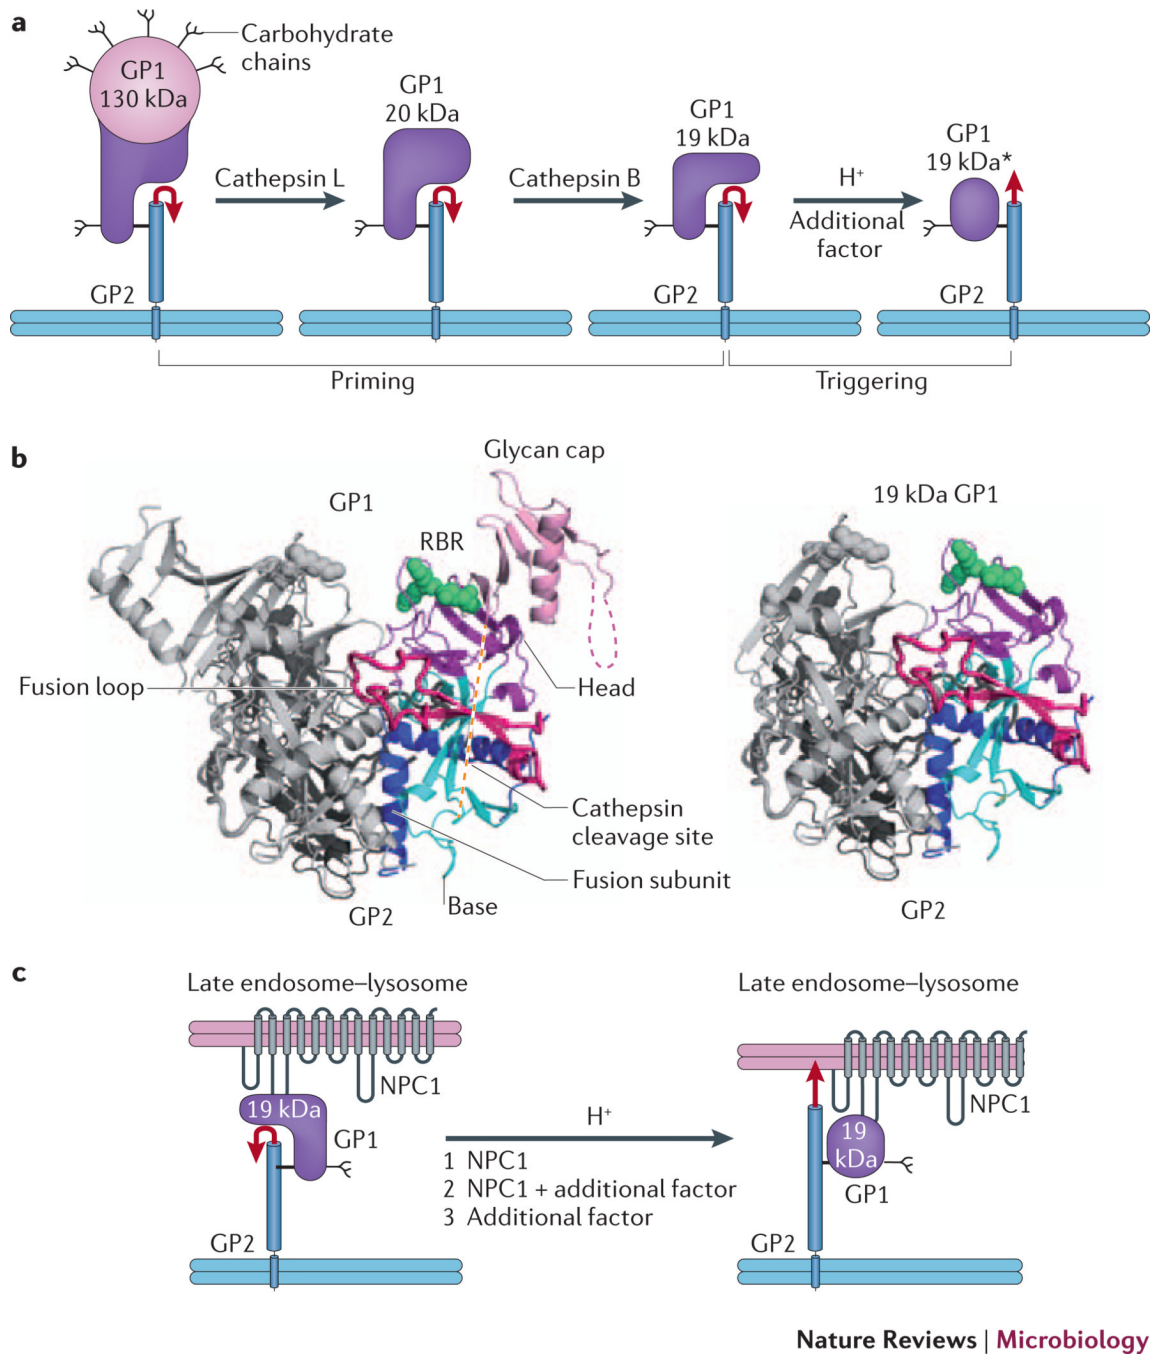 a
Carbohydrate
chains
GP1
130 kDa
GP1
20 kDa
GP1
19 kDa
GP1
19 kDa*
Cathepsin L
Cathepsin B
H⁺
Additional
factor
GP2
GP2
GP2
Priming
Triggering
b
Glycan cap
GP1
19 kDa GP1
RBR
Fusion loop
Head
Cathepsin
cleavage site
Fusion subunit
Base
GP2
GP2
c
Late endosome–lysosome
Late endosome–lysosome
NPC1
NPC1
19 kDa
GP1
H⁺
1 NPC1
2 NPC1 + additional factor
3 Additional factor
19
kDa
GP1
GP2
GP2
Nature Reviews | Microbiology